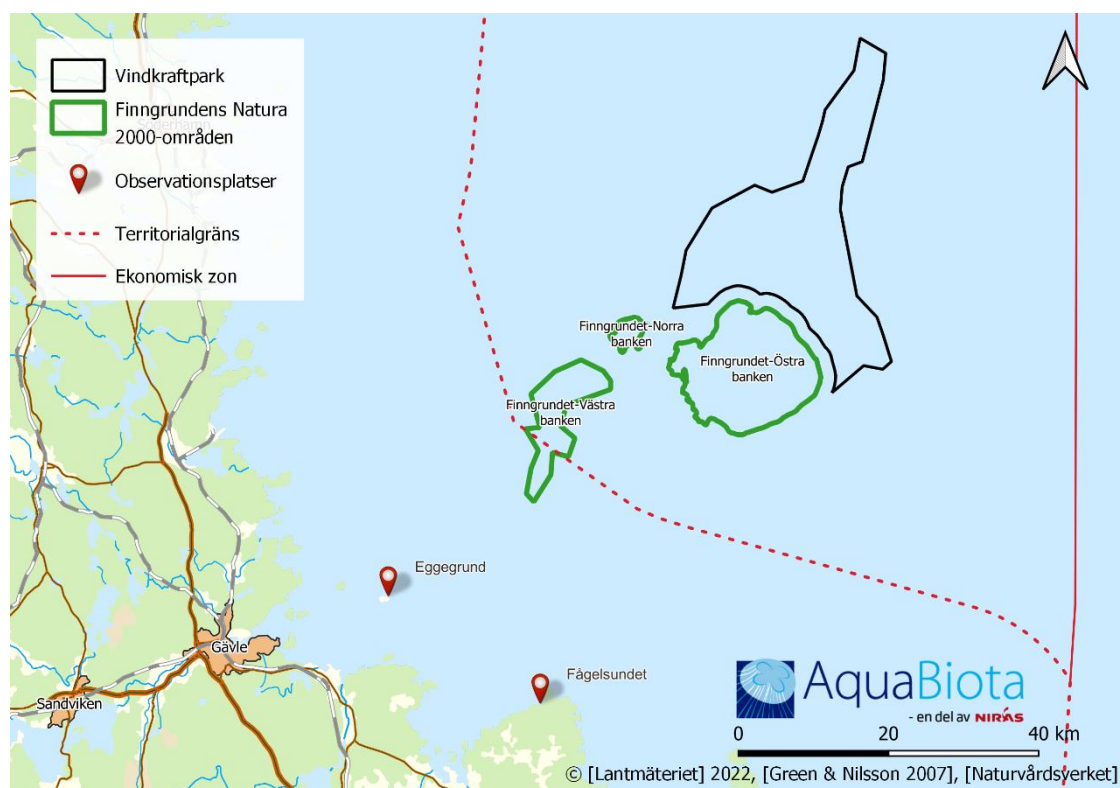 Vindkraftpark
Finngrundens Natura
2000-områden
Observationsplatser
Territorialgräns
Ekonomisk zon
Finngrundet-Norra
banken
Finngrundet-Östra
banken
Finngrundet-Västra
banken
Eggegrund
Gävle
Fågelsundet
Sandviken
AquaBiota
- en del av NIRÁS
0 20 40 km
© [Lantmäteriet] 2022, [Green & Nilsson 2007], [Naturvårdsverket]